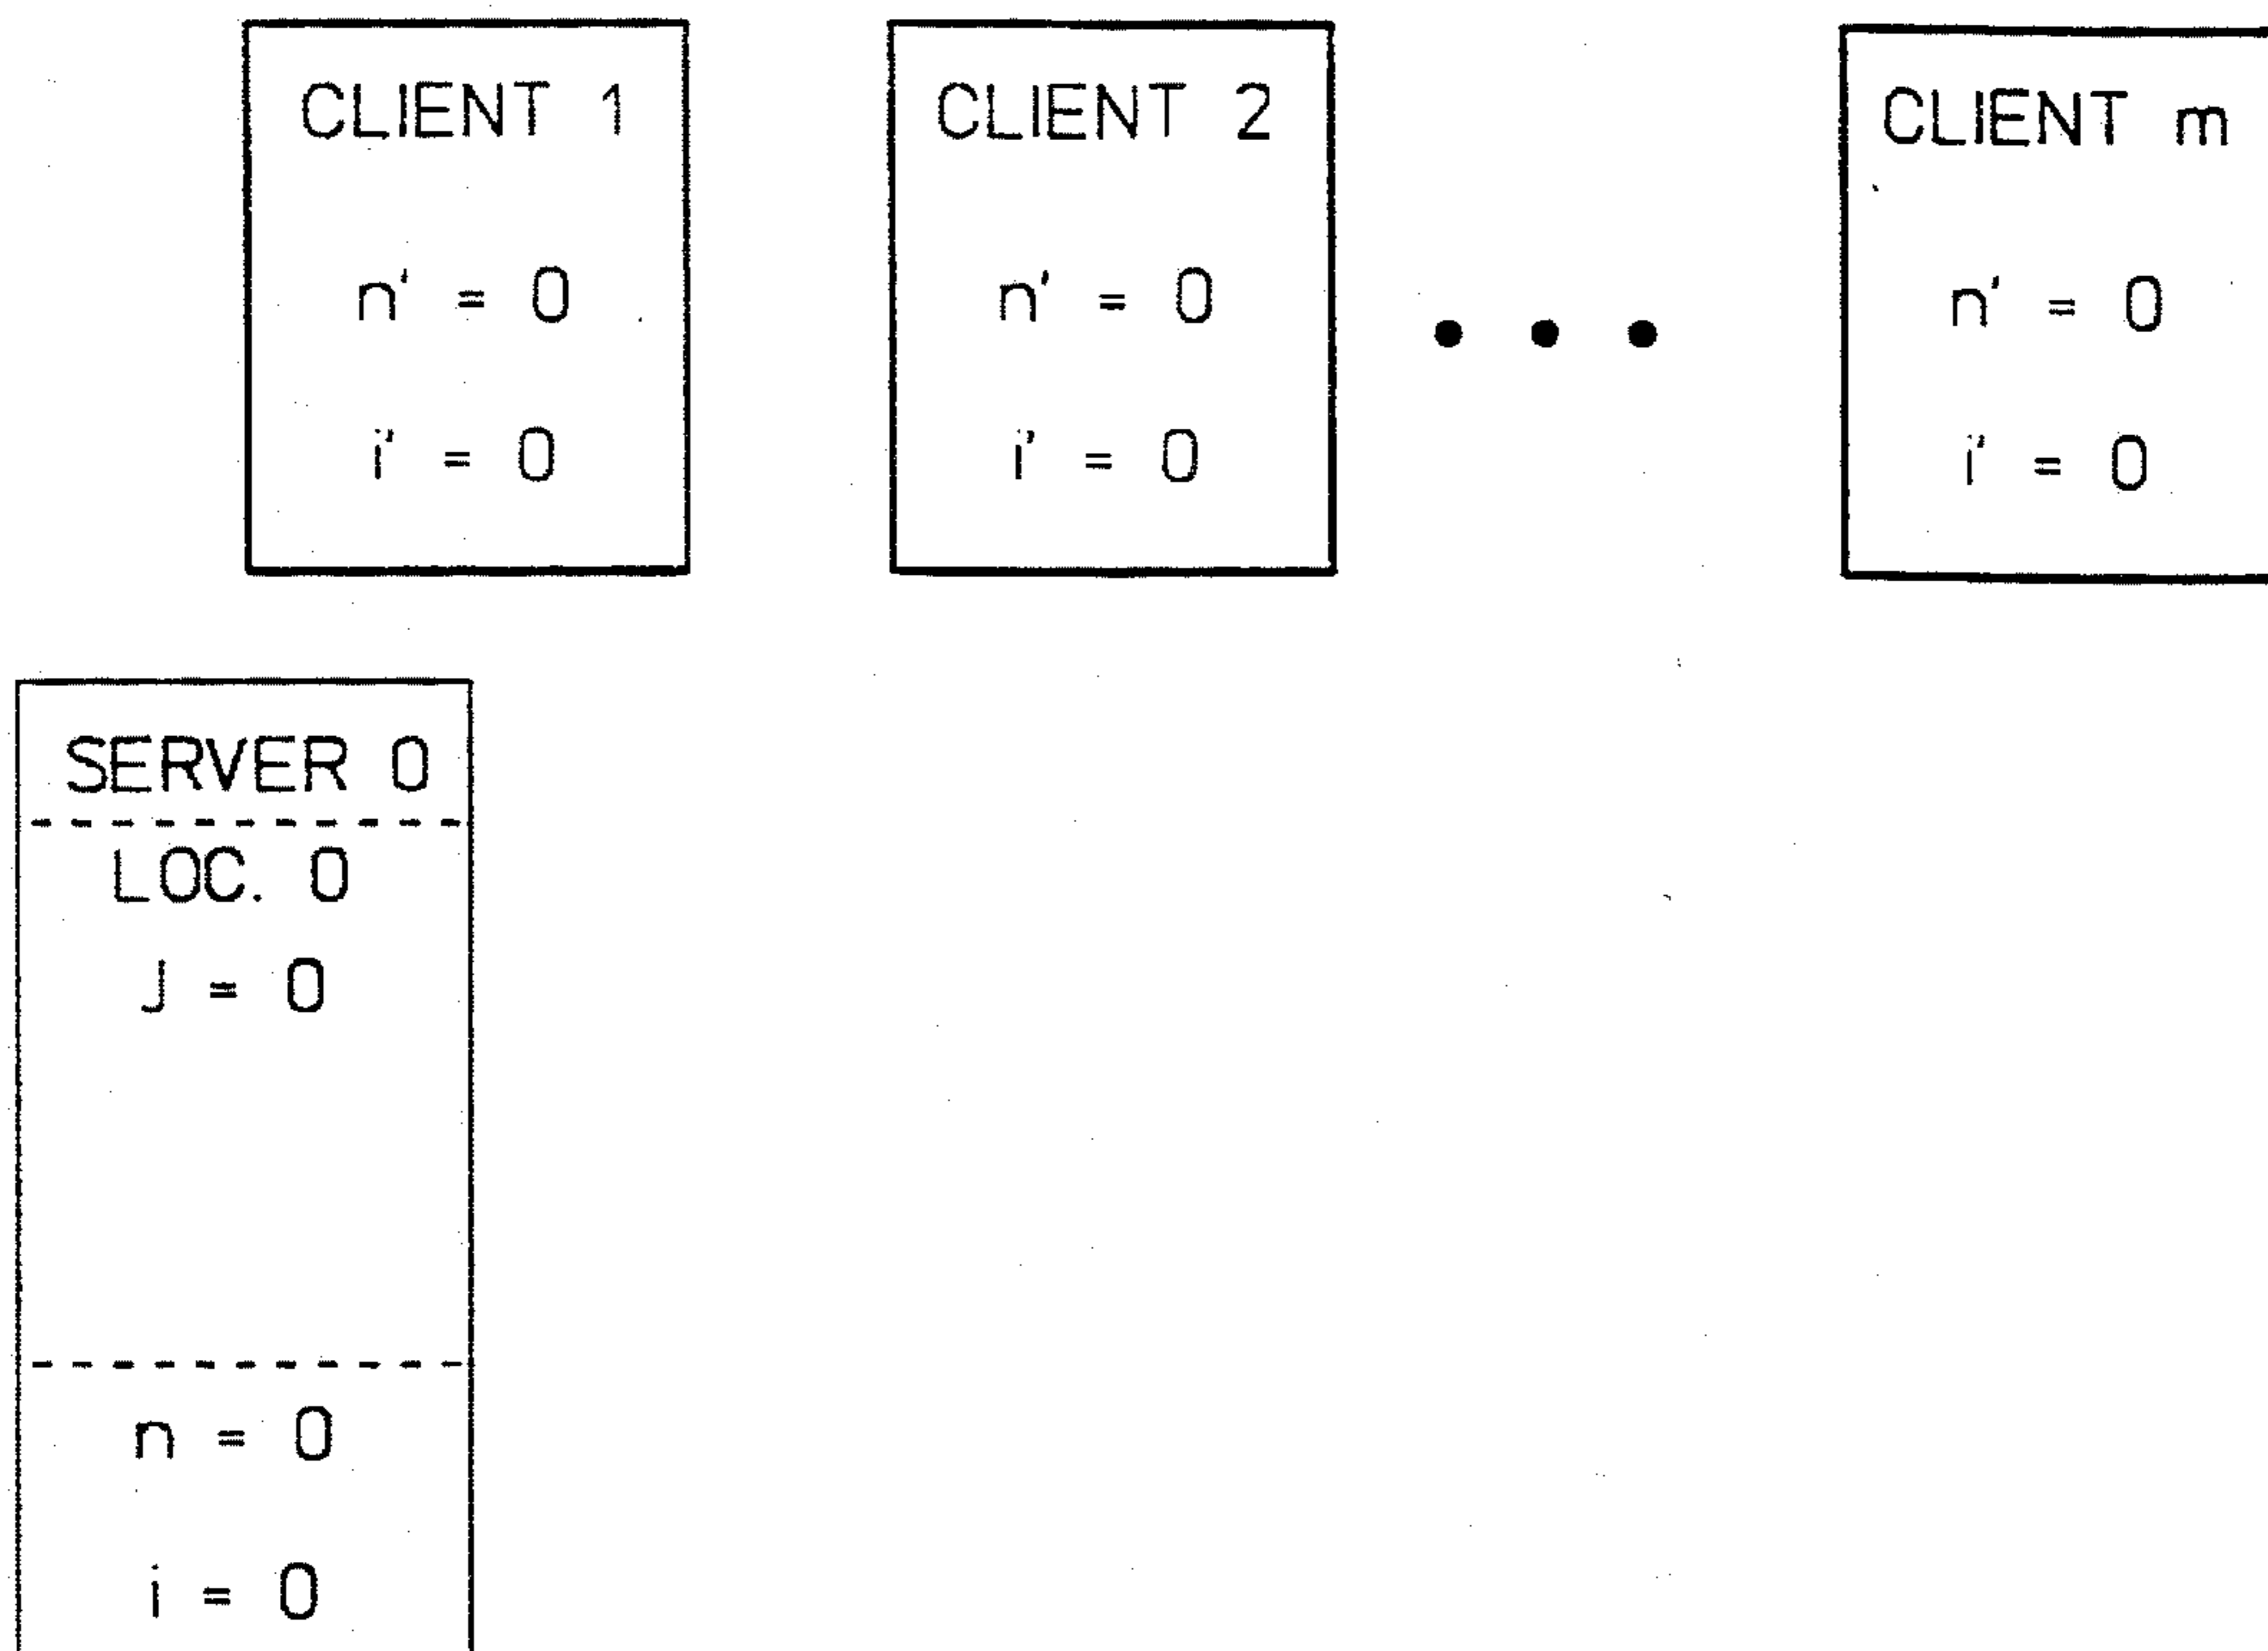 CLIENT 1
n' = 0
i' = 0
CLIENT 2
n' = 0
i' = 0
CLIENT m
n' = 0
i' = 0
SERVER 0
LOC. 0
J = 0
n = 0
i = 0